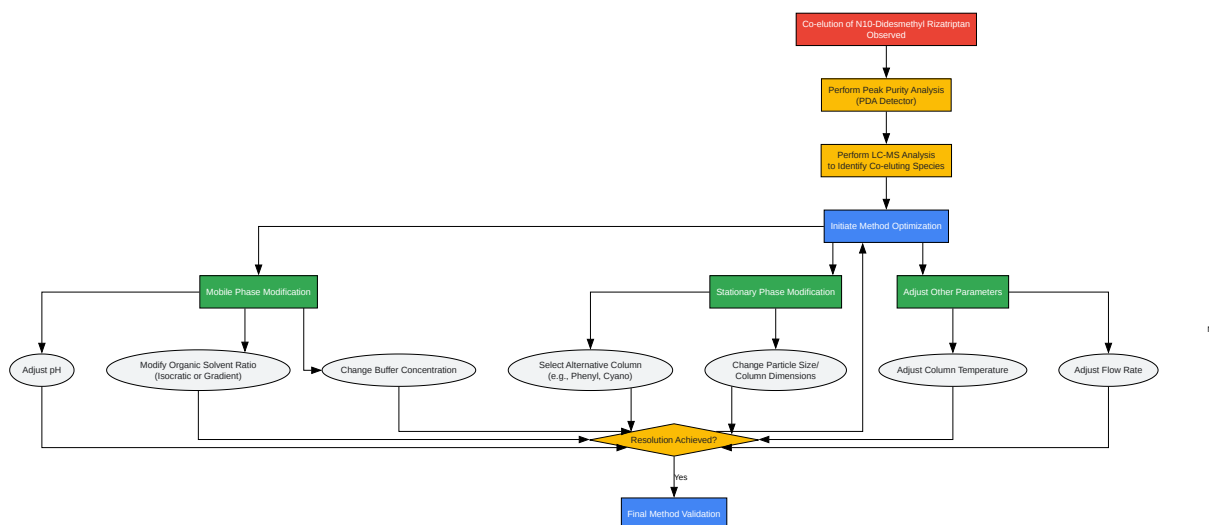 Co-elution of N10-Didesmethyl Rizatriptan
Observed
Perform Peak Purity Analysis
(PDA Detector)
Perform LC-MS Analysis
to Identify Co-eluting Species
Initiate Method Optimization
Mobile Phase Modification
Stationary Phase Modification
Adjust Other Parameters
Adjust pH
Modify Organic Solvent Ratio
(Isocratic or Gradient)
Change Buffer Concentration
Select Alternative Column
(e.g., Phenyl, Cyano)
Change Particle Size/
Column Dimensions
Adjust Column Temperature
Adjust Flow Rate
Resolution Achieved?
Yes
Final Method Validation